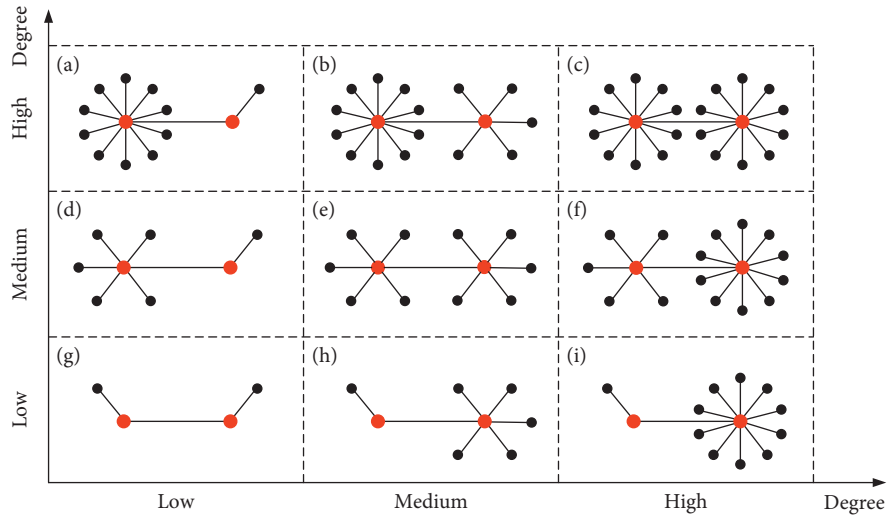 Degree
High
(a)
(b)
(c)
Medium
(d)
(e)
(f)
Low
(g)
(h)
(i)
Low
Medium
High
Degree